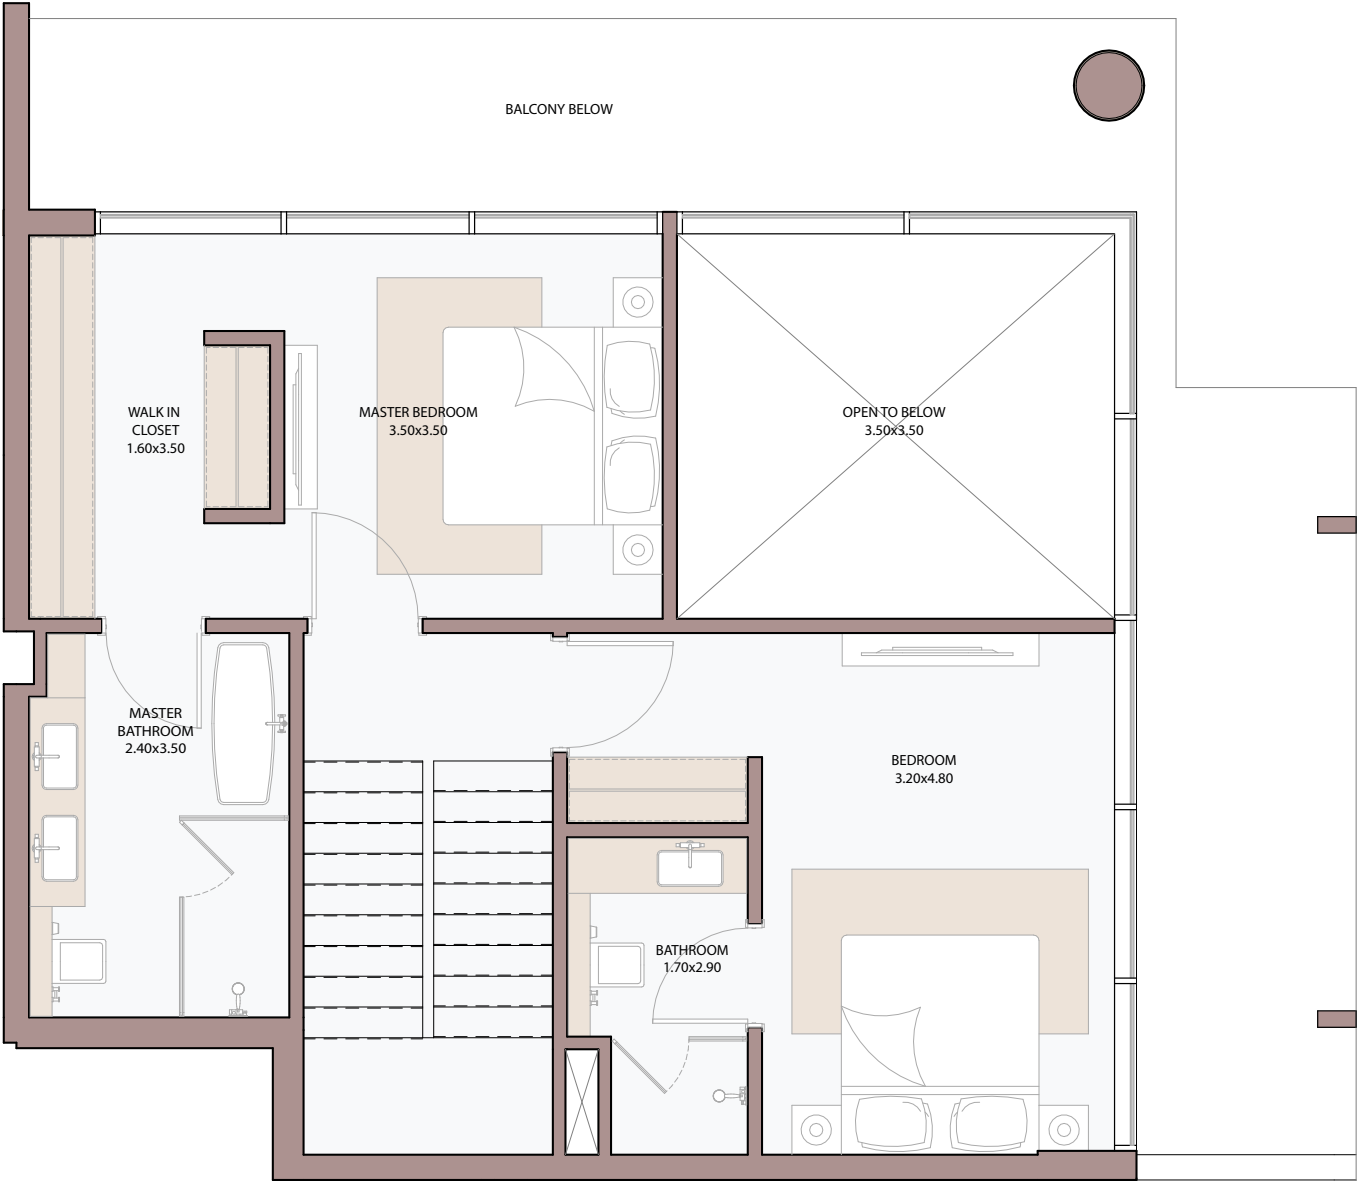 BALCONY BELOW
WALK IN
CLOSET
1.60x3.50
MASTER BEDROOM
3.50x3.50
OPEN TO BELOW
3.50x3.50
MASTER
BATHROOM
2.40x3.50
BEDROOM
3.20x4.80
BATHROOM
1.70x2.90